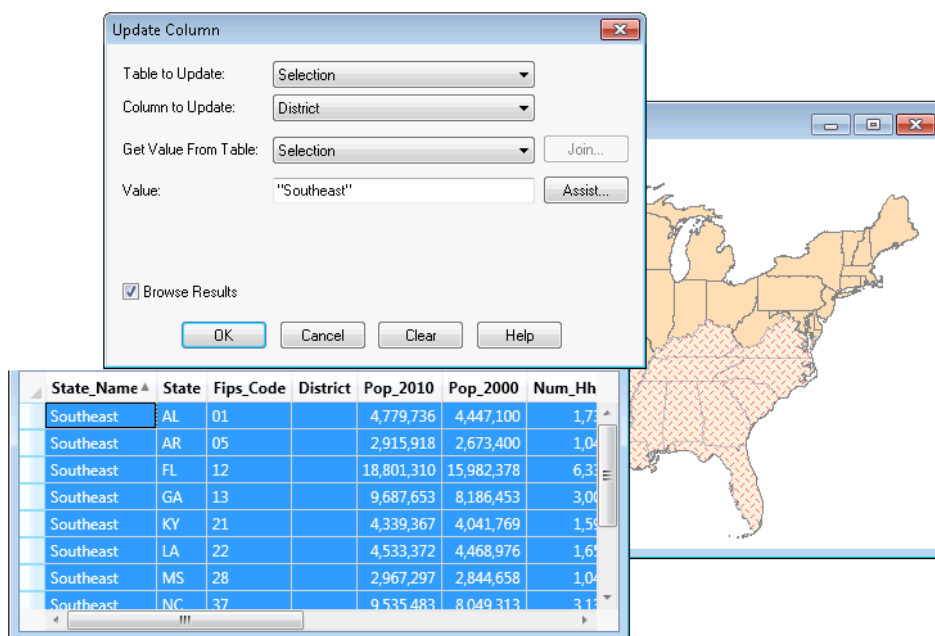 Update Column
Table to Update: Selection
Column to Update: District
Get Value From Table: Selection Join...
Value: "Southeast" Assist...
Browse Results
OK Cancel Clear Help
State_Name State Fips_Code District Pop_2010 Pop_2000 Num_Hh
Southeast AL 01 4,779,736 4,447,100
Southeast AR 05 2,915,918 2,673,400
Southeast FL 12 18,801,310 15,982,378
Southeast GA 13 9,687,653 8,186,453
Southeast KY 21 4,339,367 4,041,769
Southeast LA 22 4,533,372 4,468,976
Southeast MS 28 2,967,297 2,844,658
Southeast NC 37 9,535,483 8,049,313